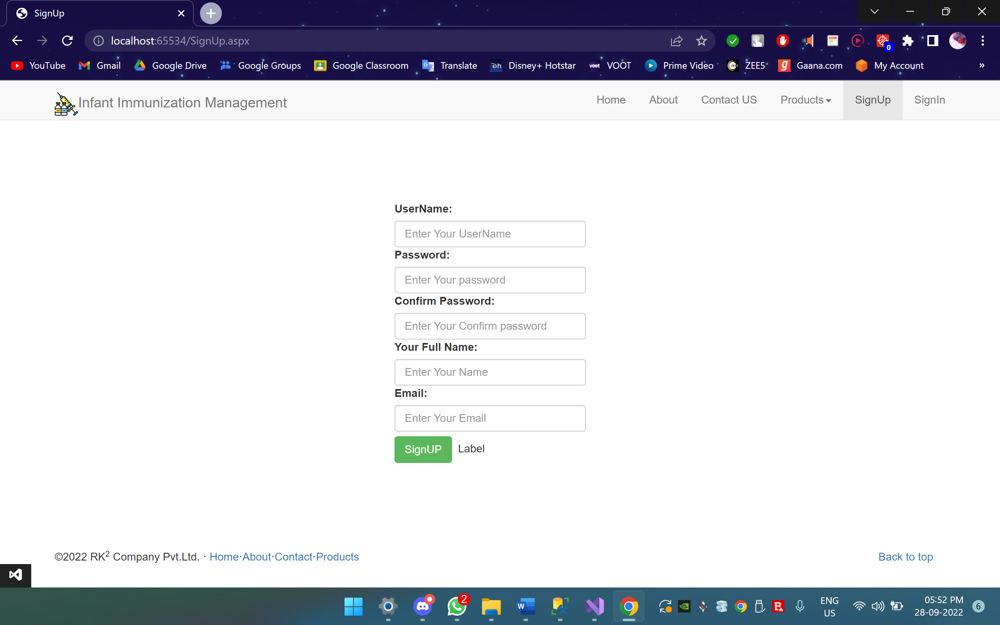 SignUp
localhost:65534/SignUp.aspx
0
YouTube Gmail Google Drive Google Groups Google Classroom Translate Disney+ Hotstar voot VOOT Prime Video ZEE5 Gaana.com My Account »
Infant Immunization Management Home About Contact US Products SignUp SignIn
UserName:
Enter Your UserName
Password:
Enter Your password
Confirm Password:
Enter Your Confirm password
Your Full Name:
Enter Your Name
Email:
Enter Your Email
SignUP Label
©2022 RK2 Company Pvt.Ltd. · Home·About·Contact·Products Back to top
2
ENG 05:52 PM
US 28-09-2022 6